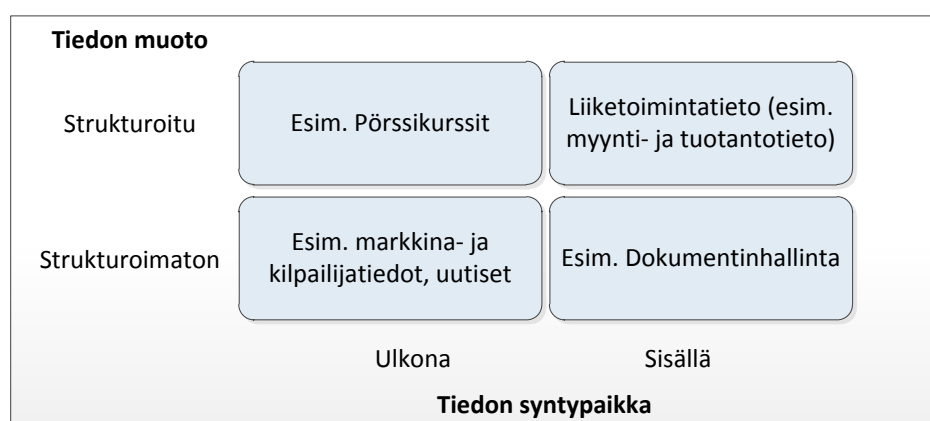 Tiedon muoto
Strukturoitu
Esim. Pörssikurssit
Liiketoimintatieto (esim.
myynti- ja tuotantotieto)
Strukturoimaton
Esim. markkina- ja
kilpailijatiedot, uutiset
Esim. Dokumentinhallinta
Ulkona
Sisällä
Tiedon syntypaikka